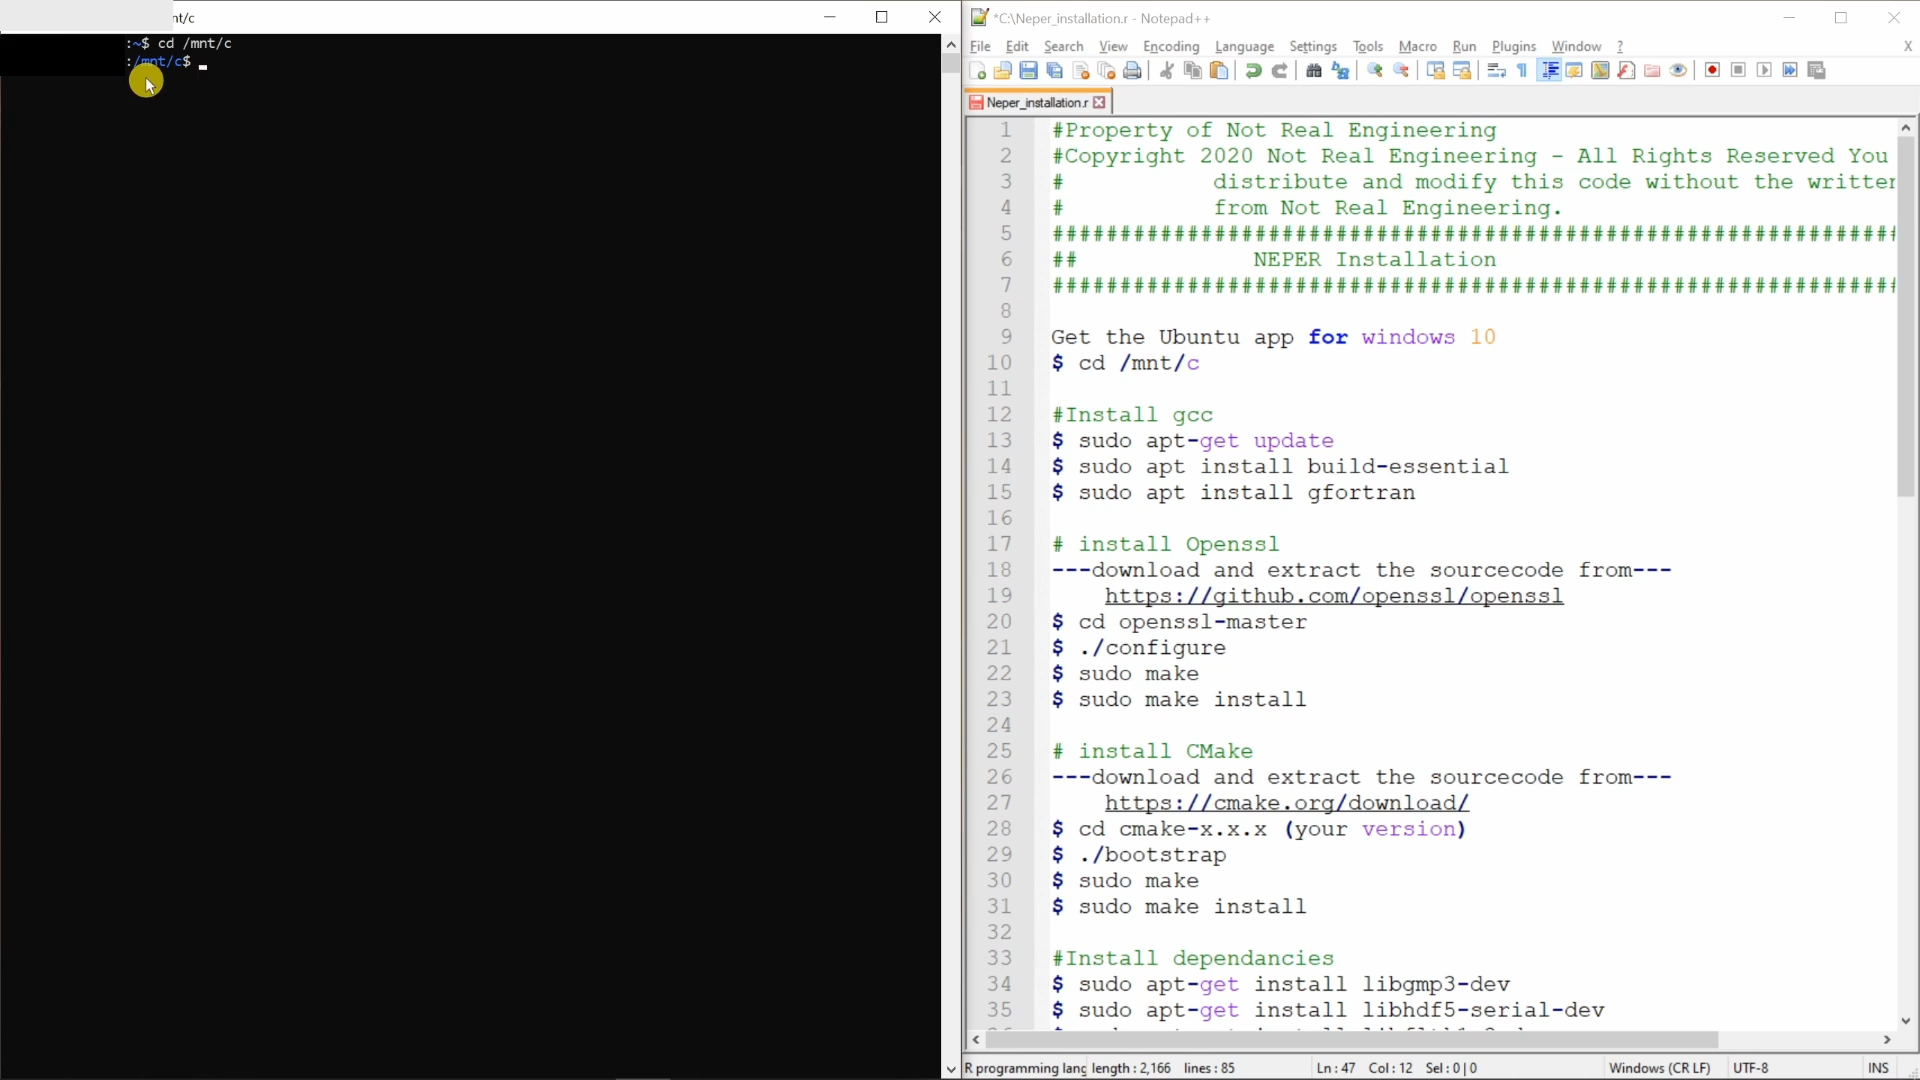 nt/c
:~$ cd /mnt/c
:/mnt/c$
*C:\Neper_installation.r - Notepad++
File Edit Search View Encoding Language Settings Tools Macro Run Plugins Window ? X
Neper_installation.r
1 #Property of Not Real Engineering
2 #Copyright 2020 Not Real Engineering - All Rights Reserved You
3 # distribute and modify this code without the written
4 # from Not Real Engineering.
5 ###############################################################
6 ## NEPER Installation
7 ###############################################################
8
9 Get the Ubuntu app for windows 10
10 $ cd /mnt/c
11
12 #Install gcc
13 $ sudo apt-get update
14 $ sudo apt install build-essential
15 $ sudo apt install gfortran
16
17 # install Openssl
18 ---download and extract the sourcecode from---
19 https://github.com/openssl/openssl
20 $ cd openssl-master
21 $ ./configure
22 $ sudo make
23 $ sudo make install
24
25 # install CMake
26 ---download and extract the sourcecode from---
27 https://cmake.org/download/
28 $ cd cmake-x.x.x (your version)
29 $ ./bootstrap
30 $ sudo make
31 $ sudo make install
32
33 #Install dependancies
34 $ sudo apt-get install libgmp3-dev
35 $ sudo apt-get install libhdf5-serial-dev
R programming lang length : 2,166 lines : 85 Ln : 47 Col : 12 Sel : 0 | 0 Windows (CR LF) UTF-8 INS